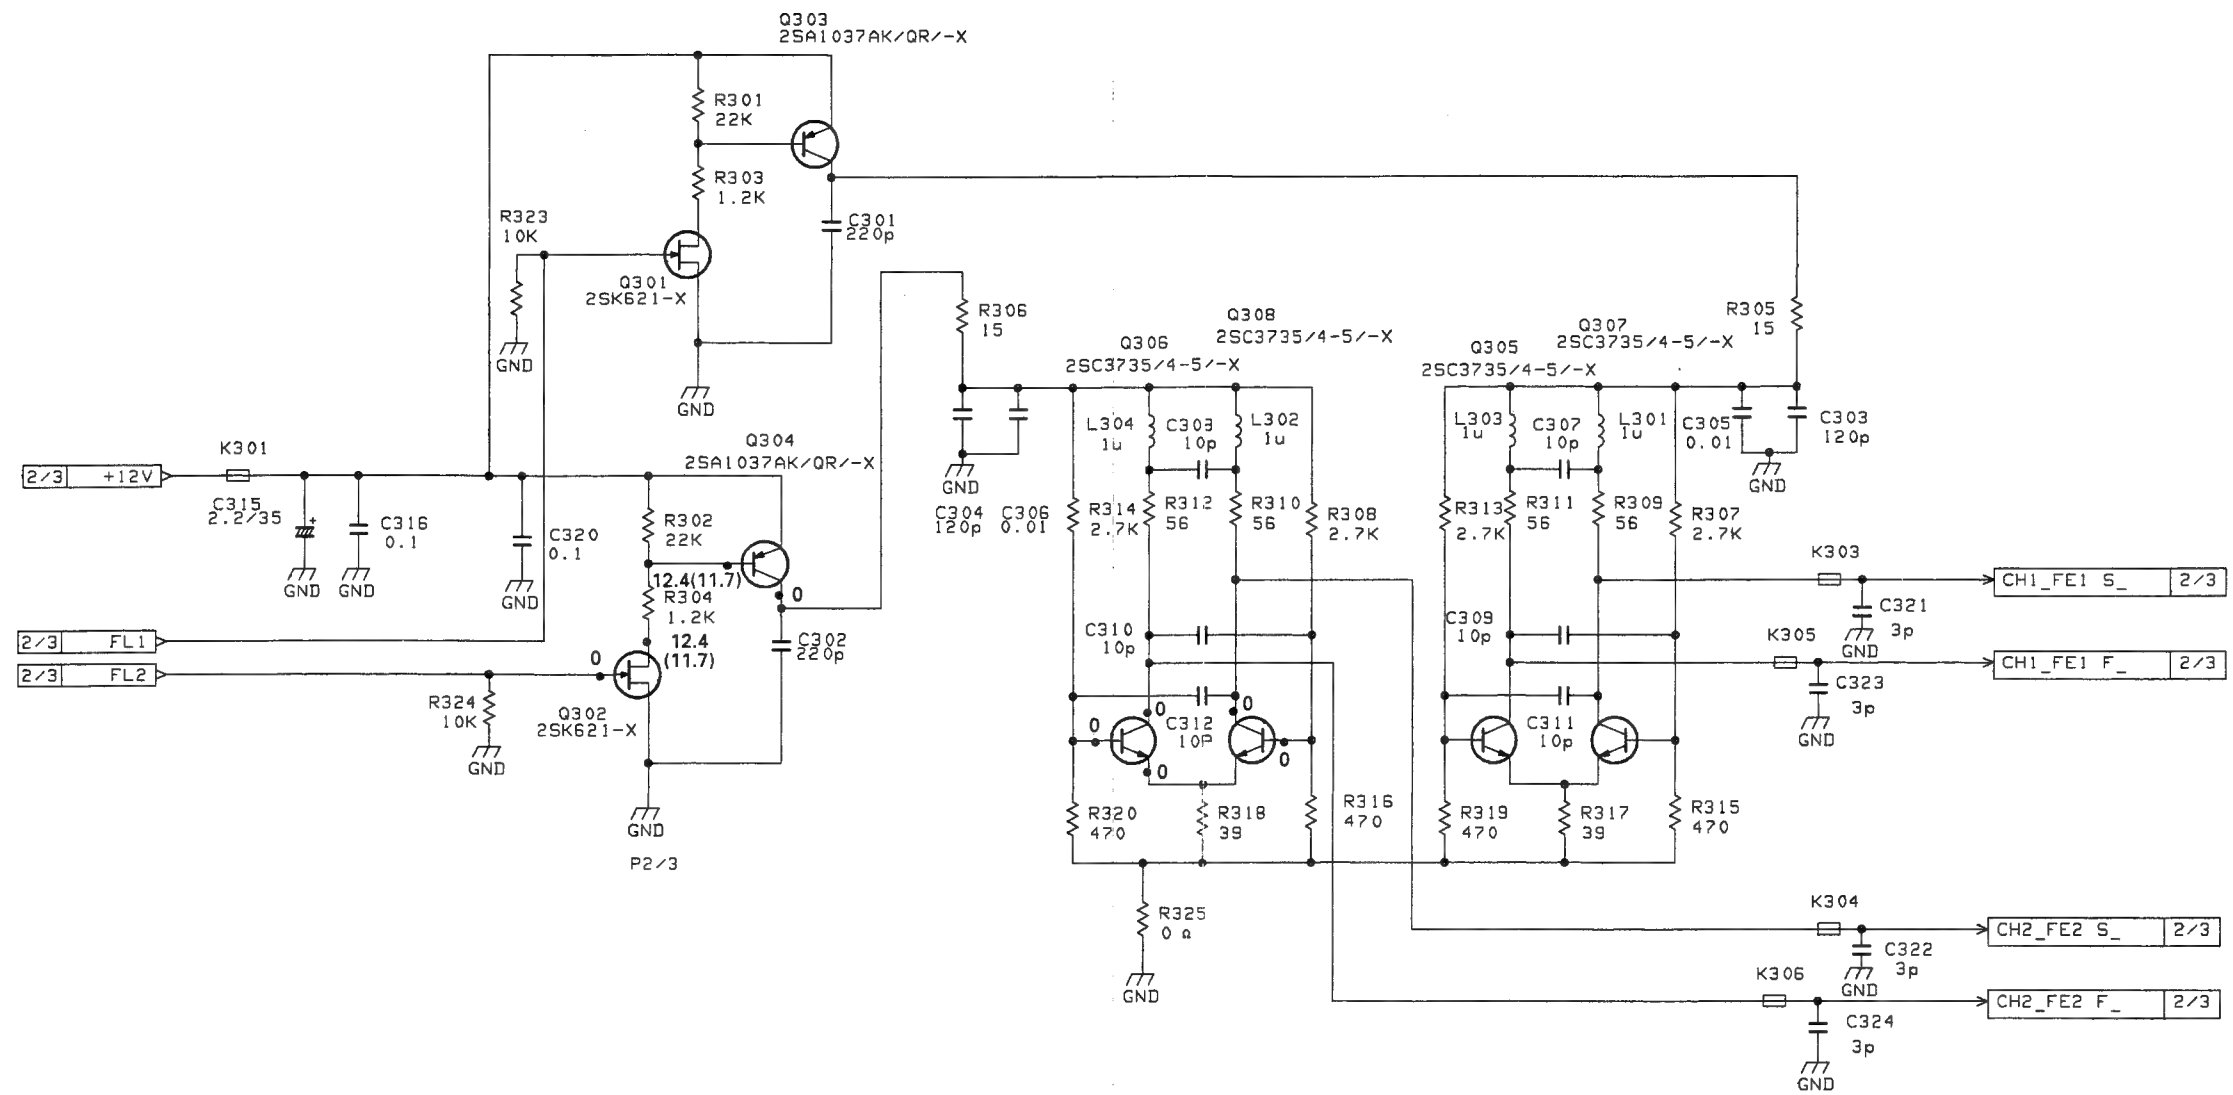 Q303
2SA1037AK/QR/-X
R301
22K
R303
1.2K
R323
10K
C301
220p
Q301
2SK621-X
GND
GND
R306
15
Q308
2SC3735/4-5/-X
Q306
2SC3735/4-5/-X
R305
15
Q307
2SC3735/4-5/-X
Q305
2SC3735/4-5/-X
K301
2/3 +12V
C315
2.2/35
+
C316
0.1
GND GND
Q304
2SA1037AK/QR/-X
R302
22K
C320
0.1
GND
12.4(11.7)
R304
1.2K
0
12.4
(11.7)
C302
220p
2/3 FL1
2/3 FL2
0
R324
10K
GND
Q302
2SK621-X
GND
P2/3
GND
C304
120p
C306
0.01
L304
1u
C303
10p
L302
1u
R314
2.7K
R312
56
R310
56
R308
2.7K
L303
1u
C307
10p
L301
1u
C305
0.01
C303
120p
GND
R313
2.7K
R311
56
R309
56
R307
2.7K
K303
CH1_FE1 S_ 2/3
C321
3p
GND
K305
CH1_FE1 F_ 2/3
C323
3p
GND
C310
10p
C309
10p
0
0
C312
10P
0
0
0
C311
10p
R320
470
R318
39
R316
470
R319
470
R317
39
R315
470
R325
0 Ω
GND
K304
CH2_FE2 S_ 2/3
C322
3p
GND
K306
CH2_FE2 F_ 2/3
C324
3p
GND